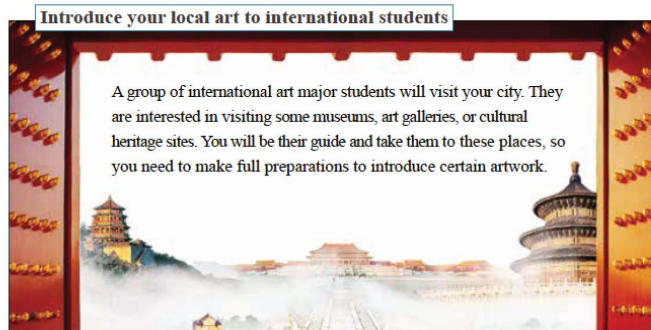 Introduce your local art to international students
A group of international art major students will visit your city. They
are interested in visiting some museums, art galleries, or cultural
heritage sites. You will be their guide and take them to these places, so
you need to make full preparations to introduce certain artwork.